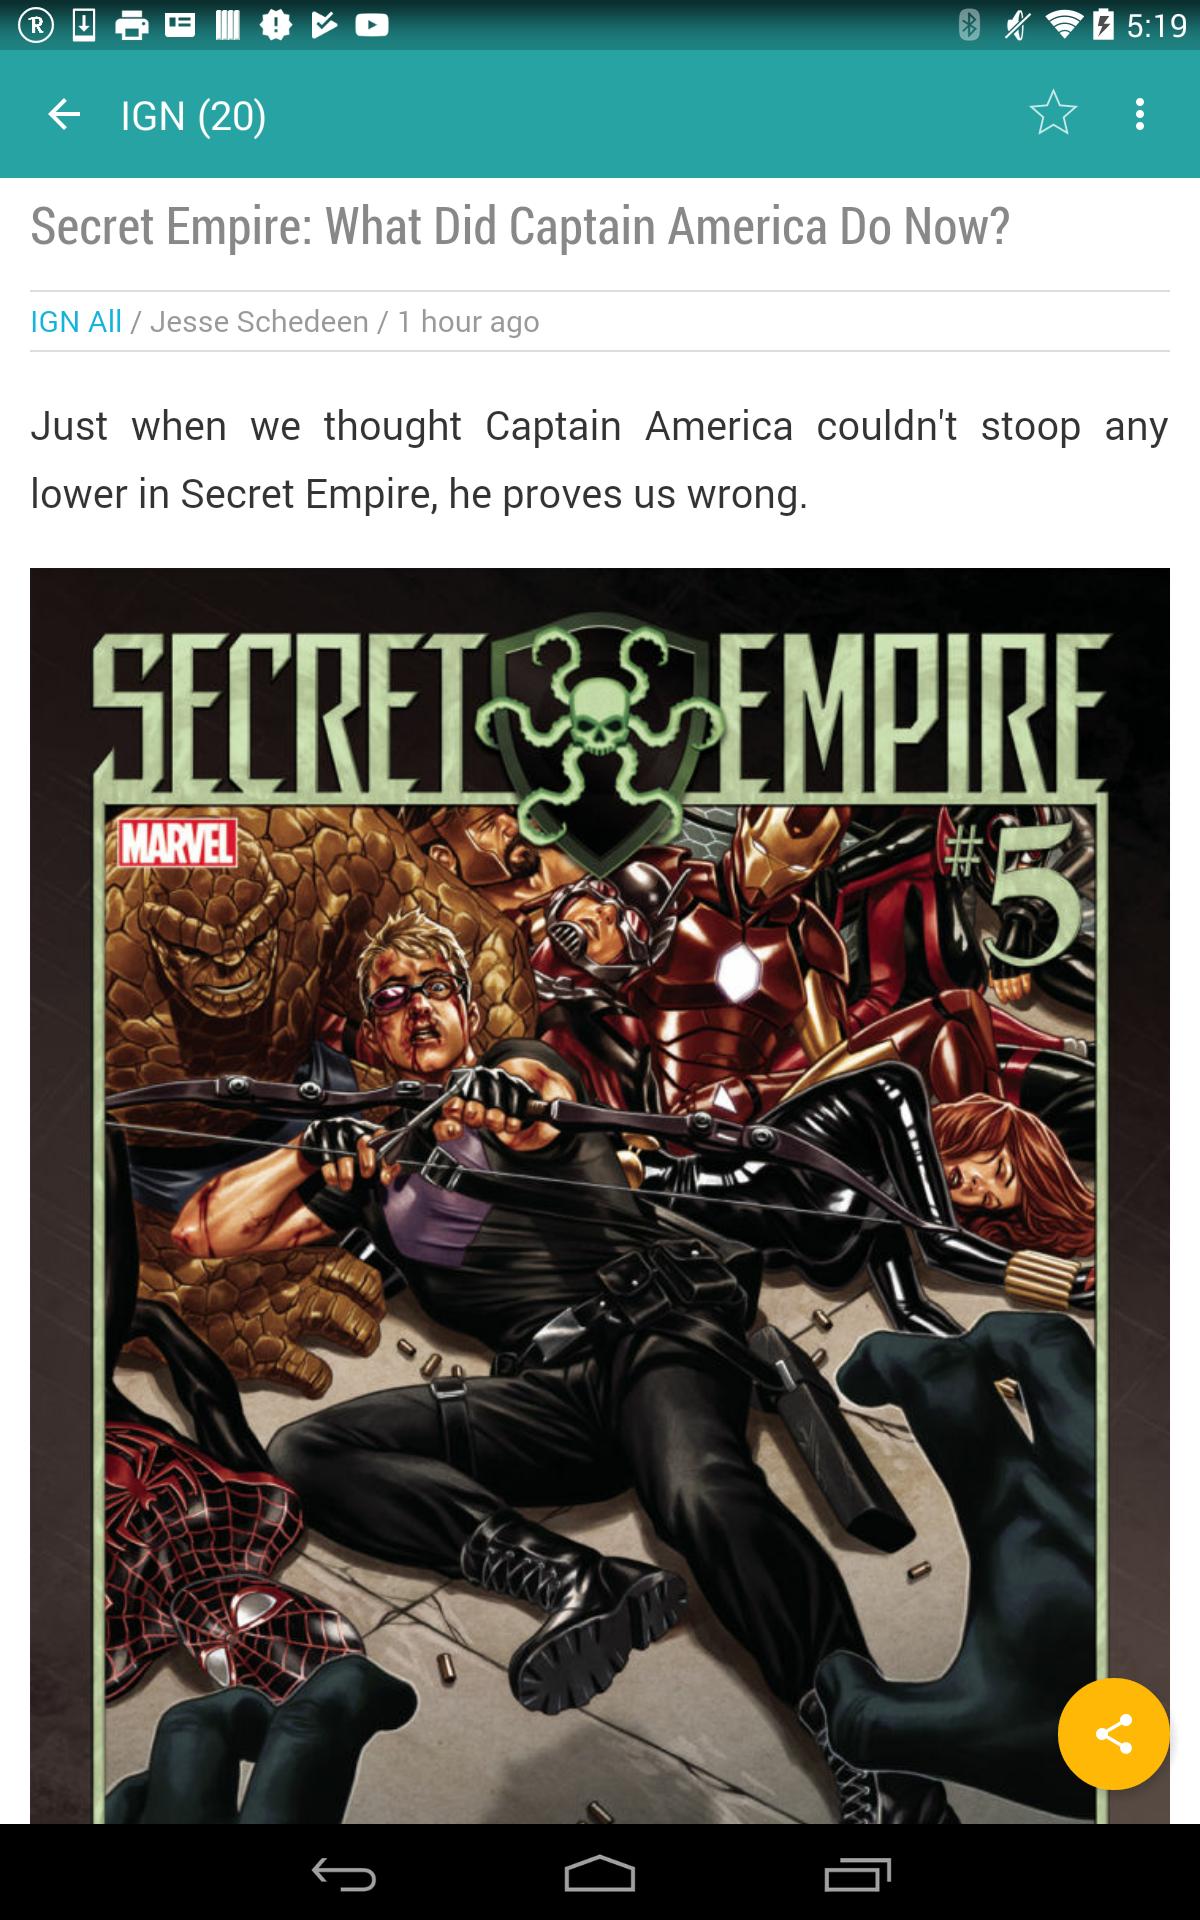 5:19
IGN (20)
Secret Empire: What Did Captain America Do Now?
IGN All / Jesse Schedeen / 1 hour ago
Just when we thought Captain America couldn't stoop any
lower in Secret Empire, he proves us wrong.
SECRET EMPIRE
MARVEL
#5